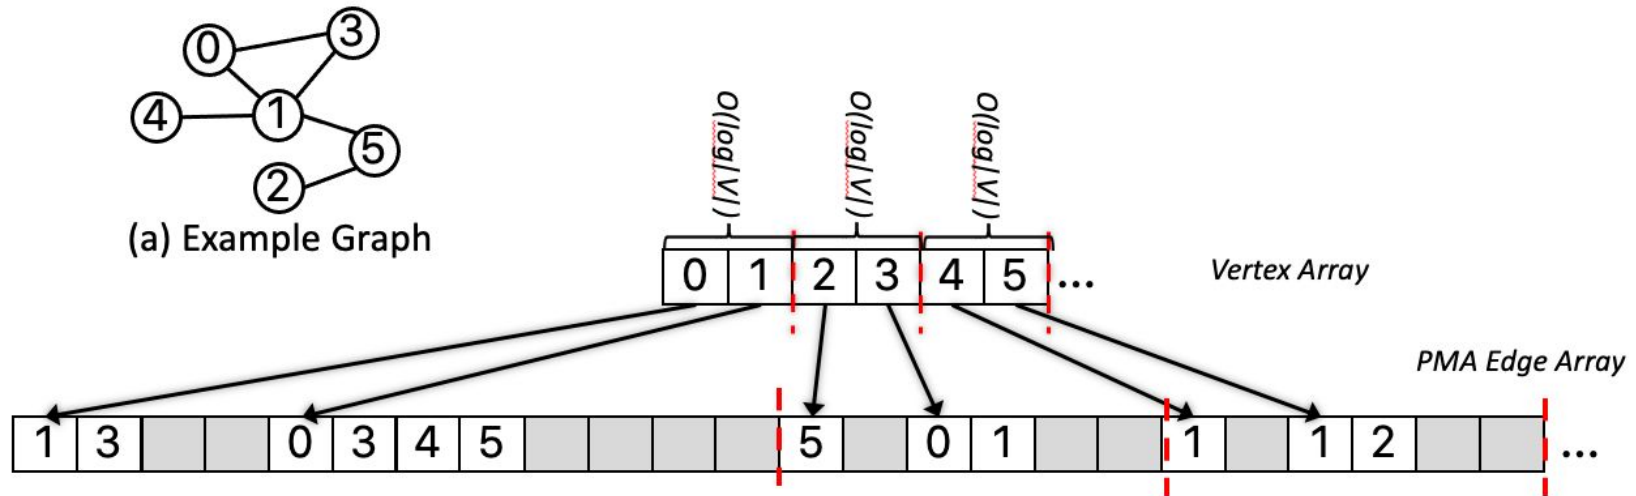 0
3
4
1
5
2
(a) Example Graph
O(log|V|)
O(log|V|)
O(log|V|)
0 1 2 3 4 5 ...
Vertex Array
PMA Edge Array
1 3 0 3 4 5 5 0 1 1 1 2 ...